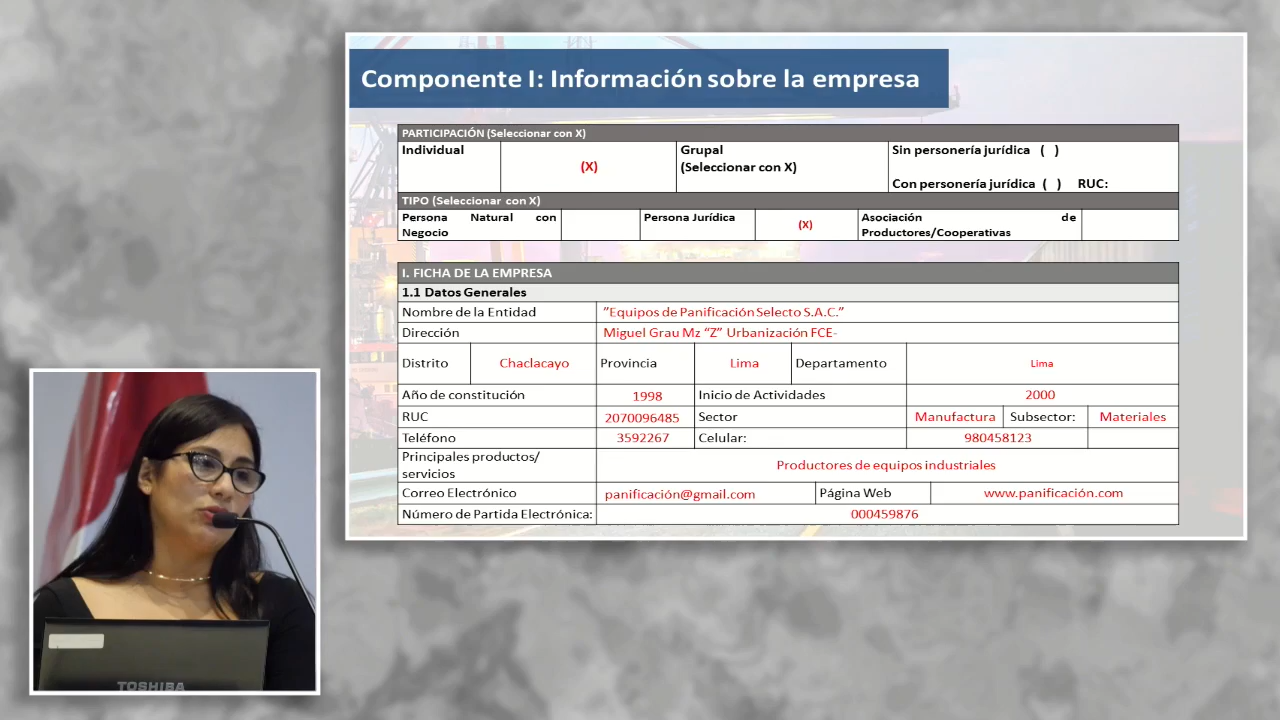 Componente I: Información sobre la empresa
PARTICIPACIÓN (Seleccionar con X)
Individual (X) Grupal Sin personería jurídica ( )
(Seleccionar con X)
Con personería jurídica ( ) RUC:
TIPO (Seleccionar con X)
Persona Natural con Persona Jurídica (X) Asociación de
Negocio Productores/Cooperativas
I. FICHA DE LA EMPRESA
1.1 Datos Generales
Nombre de la Entidad "Equipos de Panificación Selecto S.A.C."
Dirección Miguel Grau Mz "Z" Urbanización FCE-
Distrito Chaclacayo Provincia Lima Departamento Lima
Año de constitución 1998 Inicio de Actividades 2000
RUC 2070096485 Sector Manufactura Subsector: Materiales
Teléfono 3592267 Celular: 980458123
Principales productos/
servicios Productores de equipos industriales
Correo Electrónico panificación@gmail.com Página Web www.panificación.com
Número de Partida Electrónica: 000459876
TOSHIBA